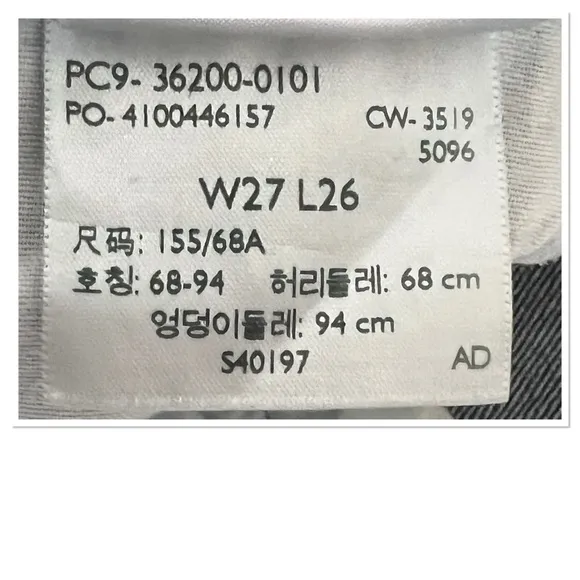 PC9- 36200-0101
PO- 4100446157 CW- 3519
5096
W27 L26
尺码: 155/68A
호칭: 68-94 허리둘레: 68 cm
엉덩이둘레: 94 cm
S40197 AD